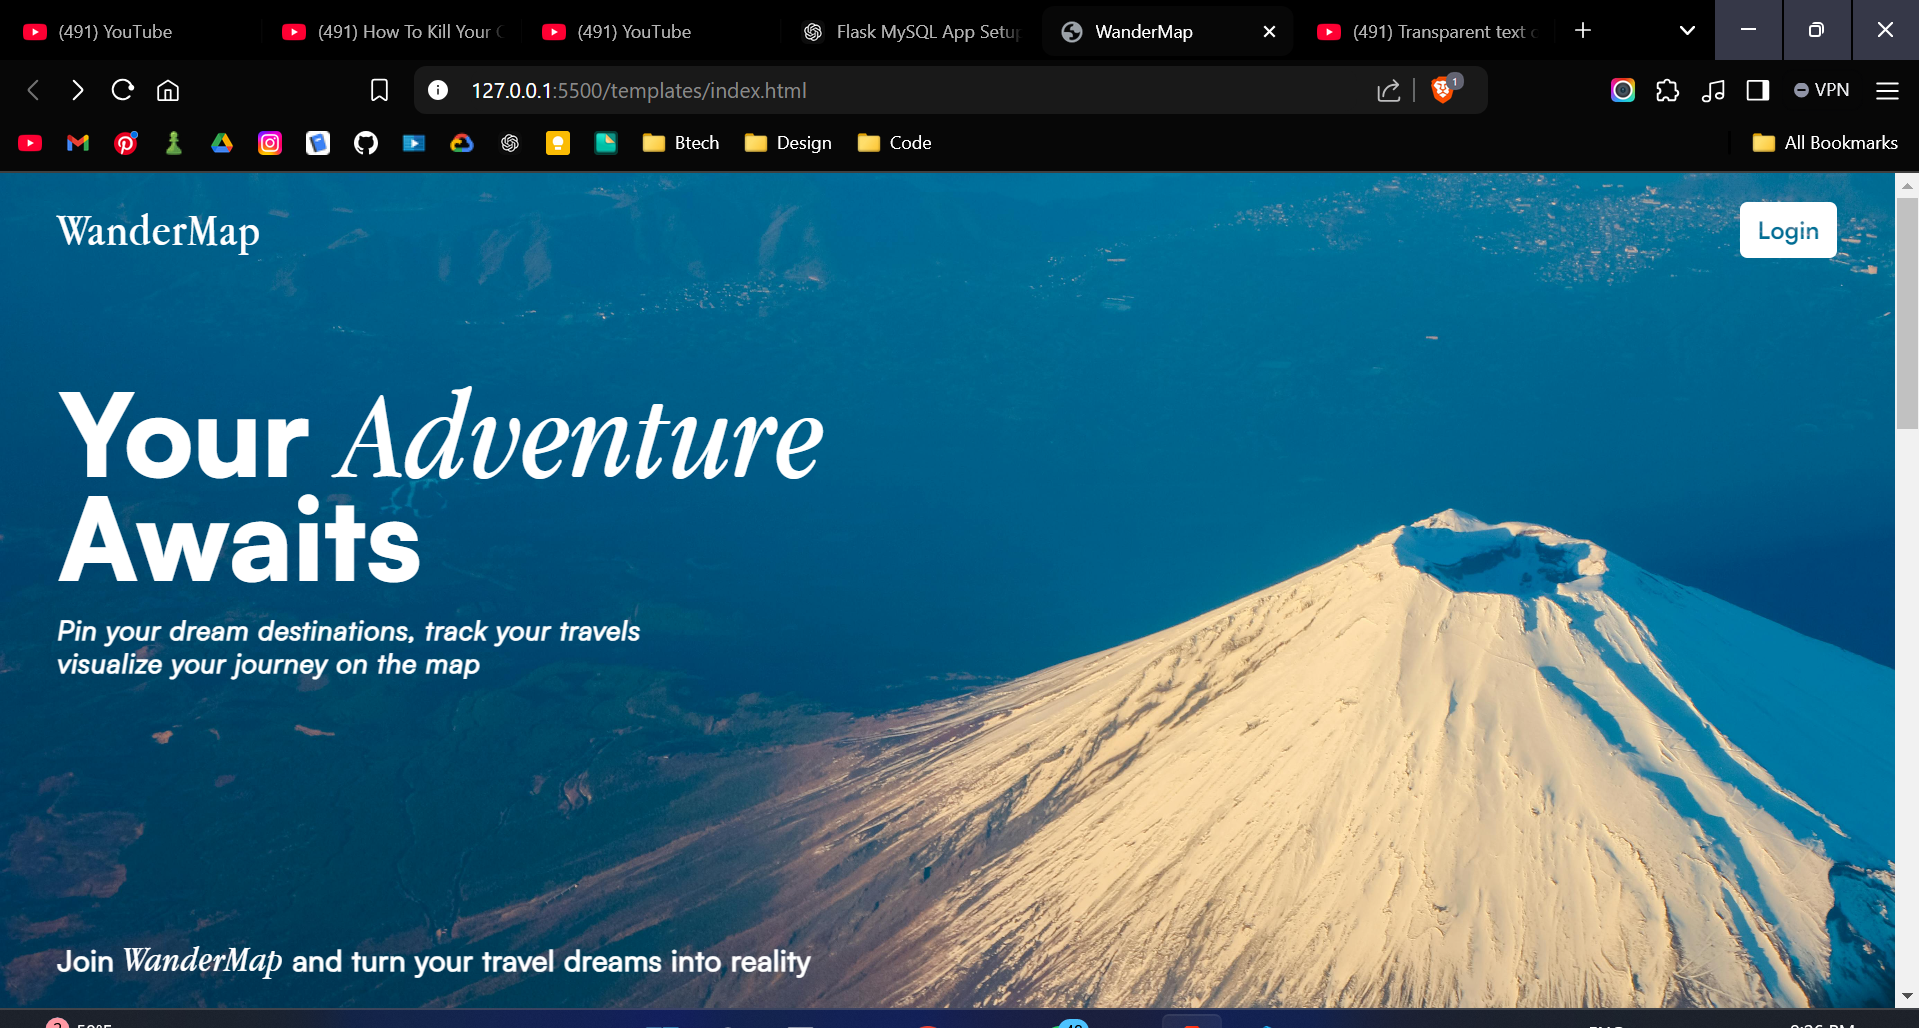 (491) YouTube
(491) How To Kill Your
(491) YouTube
Flask MySQL App Setup
WanderMap
(491) Transparent text
127.0.0.1:5500/templates/index.html
1
VPN
Btech
Design
Code
All Bookmarks
WanderMap
Login
Your Adventure
Awaits
Pin your dream destinations, track your travels
visualize your journey on the map
Join WanderMap and turn your travel dreams into reality